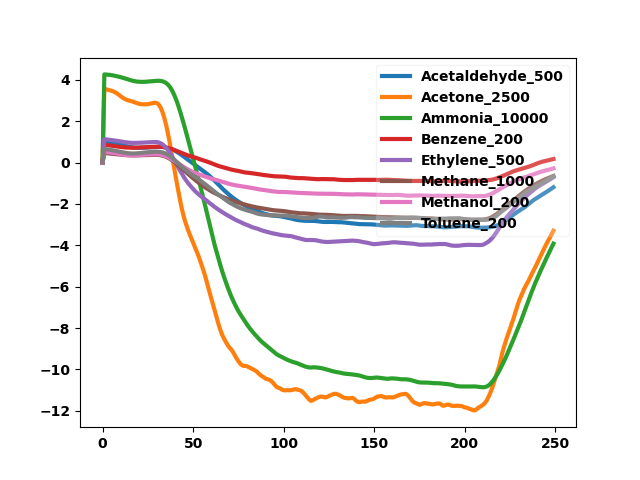 Acetaldehyde_500
Acetone_2500
Ammonia_10000
Benzene_200
Ethylene_500
Methane_1000
Methanol_200
Toluene_200
4
2
0
−2
−4
−6
−8
−10
−12
0 50 100 150 200 250